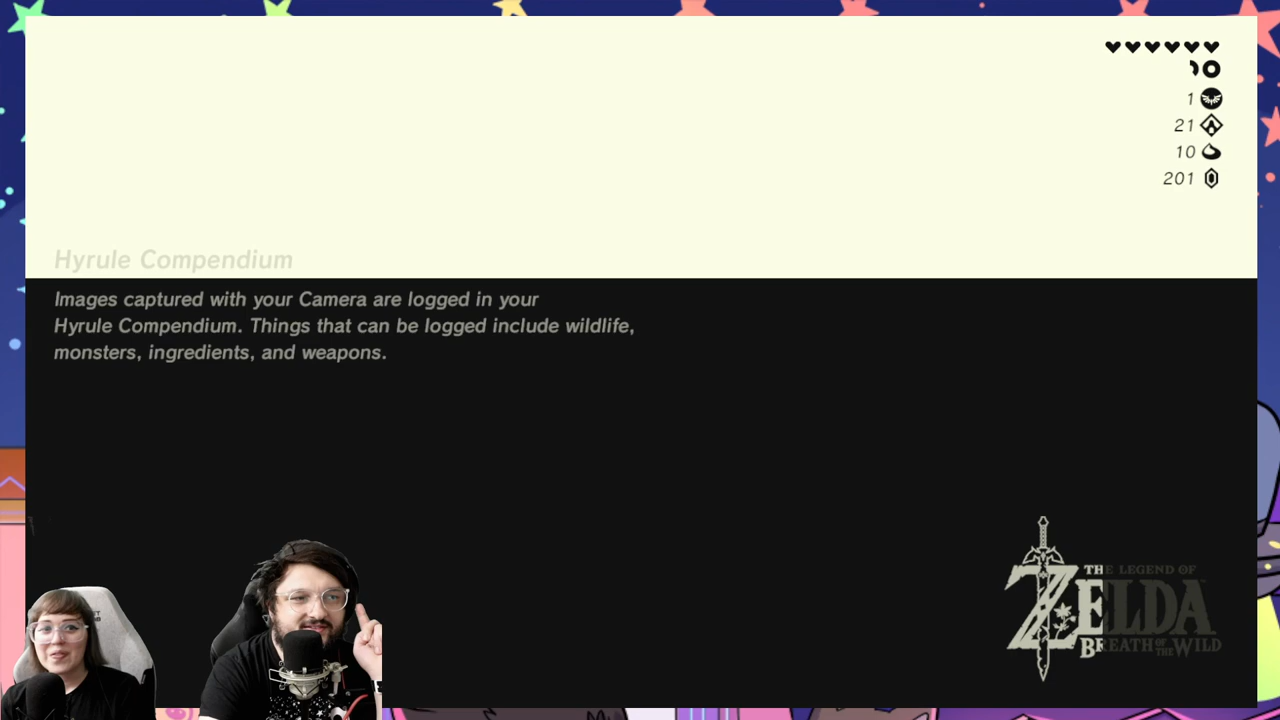 1
21
10
201
Hyrule Compendium
Images captured with your Camera are logged in your
Hyrule Compendium. Things that can be logged include wildlife,
monsters, ingredients, and weapons.
THE LEGEND OF
ZELDA
BREATH OF THE WILD